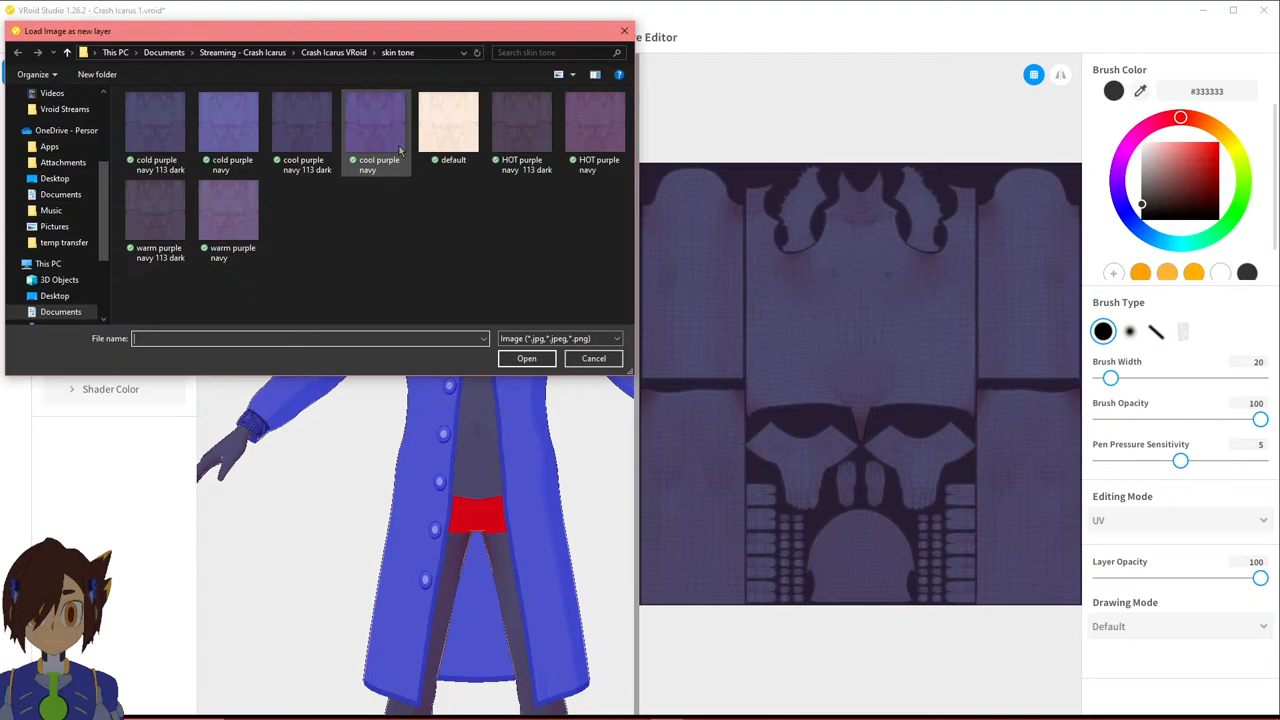 VRoid Studio 1.26.2 - Crash Icarus 1.vroid*
Load Image as new layer
This PC > Documents > Streaming - Crash Icarus > Crash Icarus VRoid > skin tone
Search skin tone
Organize
New folder
Videos
Vroid Streams
OneDrive - Person
Apps
Attachments
Desktop
Documents
Music
Pictures
temp transfer
This PC
3D Objects
Desktop
Documents
cold purple
navy 113 dark
cold purple
navy
cool purple
navy 113 dark
cool purple
navy
default
HOT purple
navy 113 dark
HOT purple
navy
warm purple
navy 113 dark
warm purple
navy
File name:
Image (*.jpg,*.jpeg,*.png)
Open
Cancel
Shader Color
e Editor
Brush Color
#333333
Brush Type
Brush Width
20
Brush Opacity
100
Pen Pressure Sensitivity
5
Editing Mode
UV
Layer Opacity
100
Drawing Mode
Default